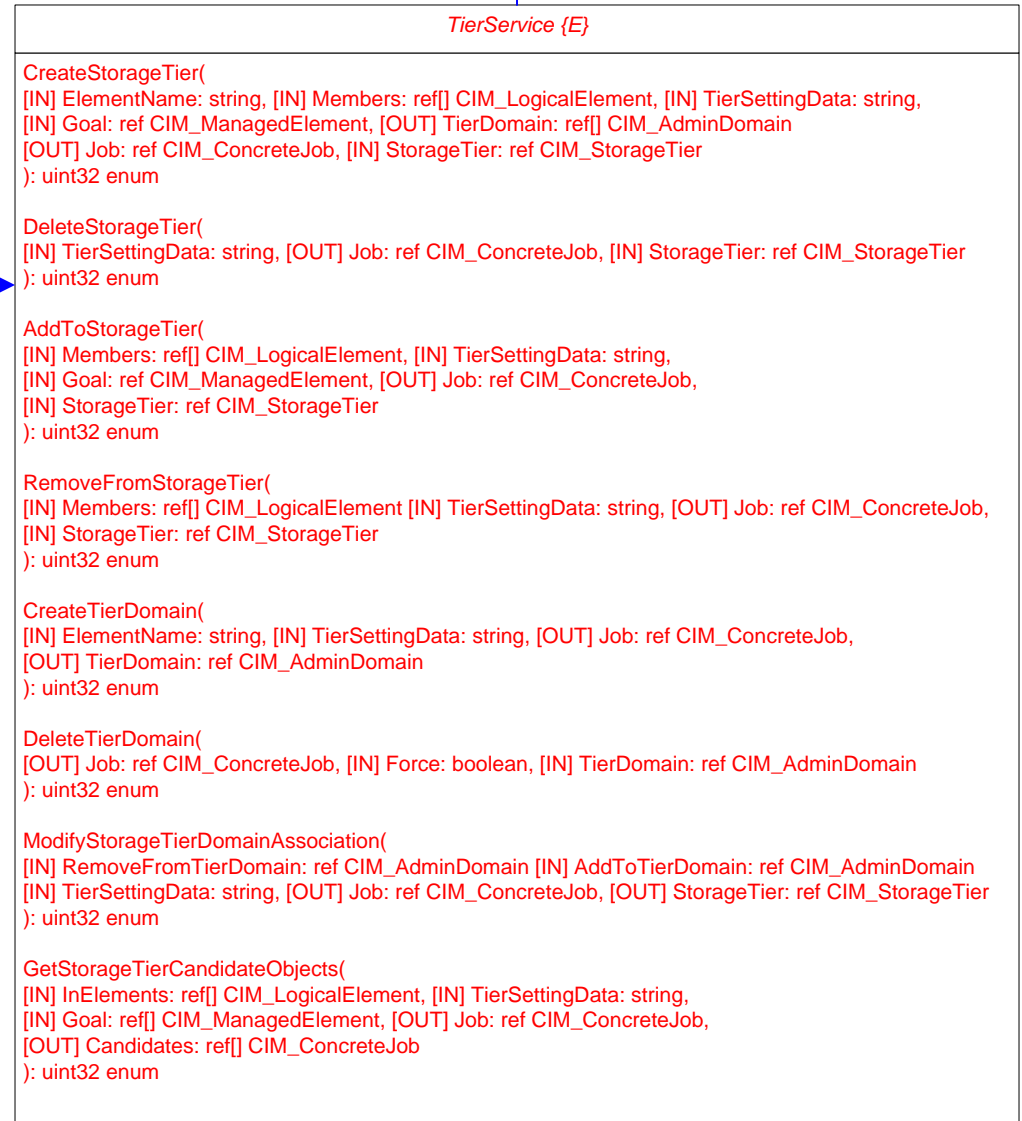 TierService {E}
CreateStorageTier(
[IN] ElementName: string, [IN] Members: ref[] CIM_LogicalElement, [IN] TierSettingData: string,
[IN] Goal: ref CIM_ManagedElement, [OUT] TierDomain: ref[] CIM_AdminDomain
[OUT] Job: ref CIM_ConcreteJob, [IN] StorageTier: ref CIM_StorageTier
): uint32 enum
DeleteStorageTier(
[IN] TierSettingData: string, [OUT] Job: ref CIM_ConcreteJob, [IN] StorageTier: ref CIM_StorageTier
): uint32 enum
AddToStorageTier(
[IN] Members: ref[] CIM_LogicalElement, [IN] TierSettingData: string,
[IN] Goal: ref CIM_ManagedElement, [OUT] Job: ref CIM_ConcreteJob,
[IN] StorageTier: ref CIM_StorageTier
): uint32 enum
RemoveFromStorageTier(
[IN] Members: ref[] CIM_LogicalElement [IN] TierSettingData: string, [OUT] Job: ref CIM_ConcreteJob,
[IN] StorageTier: ref CIM_StorageTier
): uint32 enum
CreateTierDomain(
[IN] ElementName: string, [IN] TierSettingData: string, [OUT] Job: ref CIM_ConcreteJob,
[OUT] TierDomain: ref CIM_AdminDomain
): uint32 enum
DeleteTierDomain(
[OUT] Job: ref CIM_ConcreteJob, [IN] Force: boolean, [IN] TierDomain: ref CIM_AdminDomain
): uint32 enum
ModifyStorageTierDomainAssociation(
[IN] RemoveFromTierDomain: ref CIM_AdminDomain [IN] AddToTierDomain: ref CIM_AdminDomain
[IN] TierSettingData: string, [OUT] Job: ref CIM_ConcreteJob, [OUT] StorageTier: ref CIM_StorageTier
): uint32 enum
GetStorageTierCandidateObjects(
[IN] InElements: ref[] CIM_LogicalElement, [IN] TierSettingData: string,
[IN] Goal: ref[] CIM_ManagedElement, [OUT] Job: ref CIM_ConcreteJob,
[OUT] Candidates: ref[] CIM_ConcreteJob
): uint32 enum